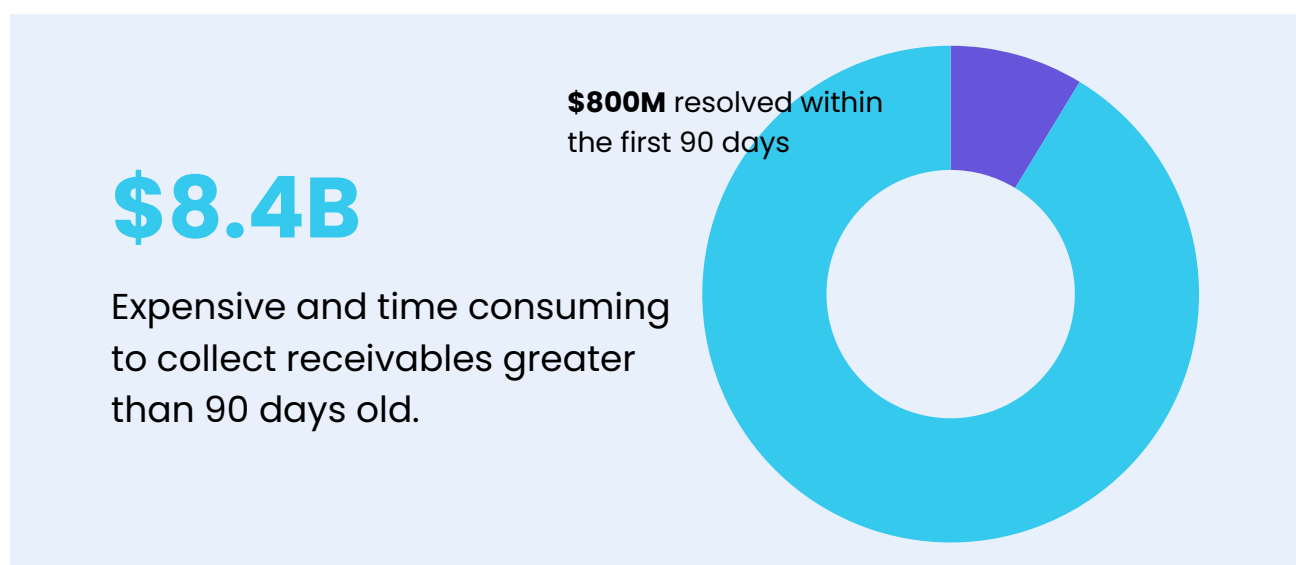 $800M resolved within
the first 90 days
$8.4B
Expensive and time consuming
to collect receivables greater
than 90 days old.